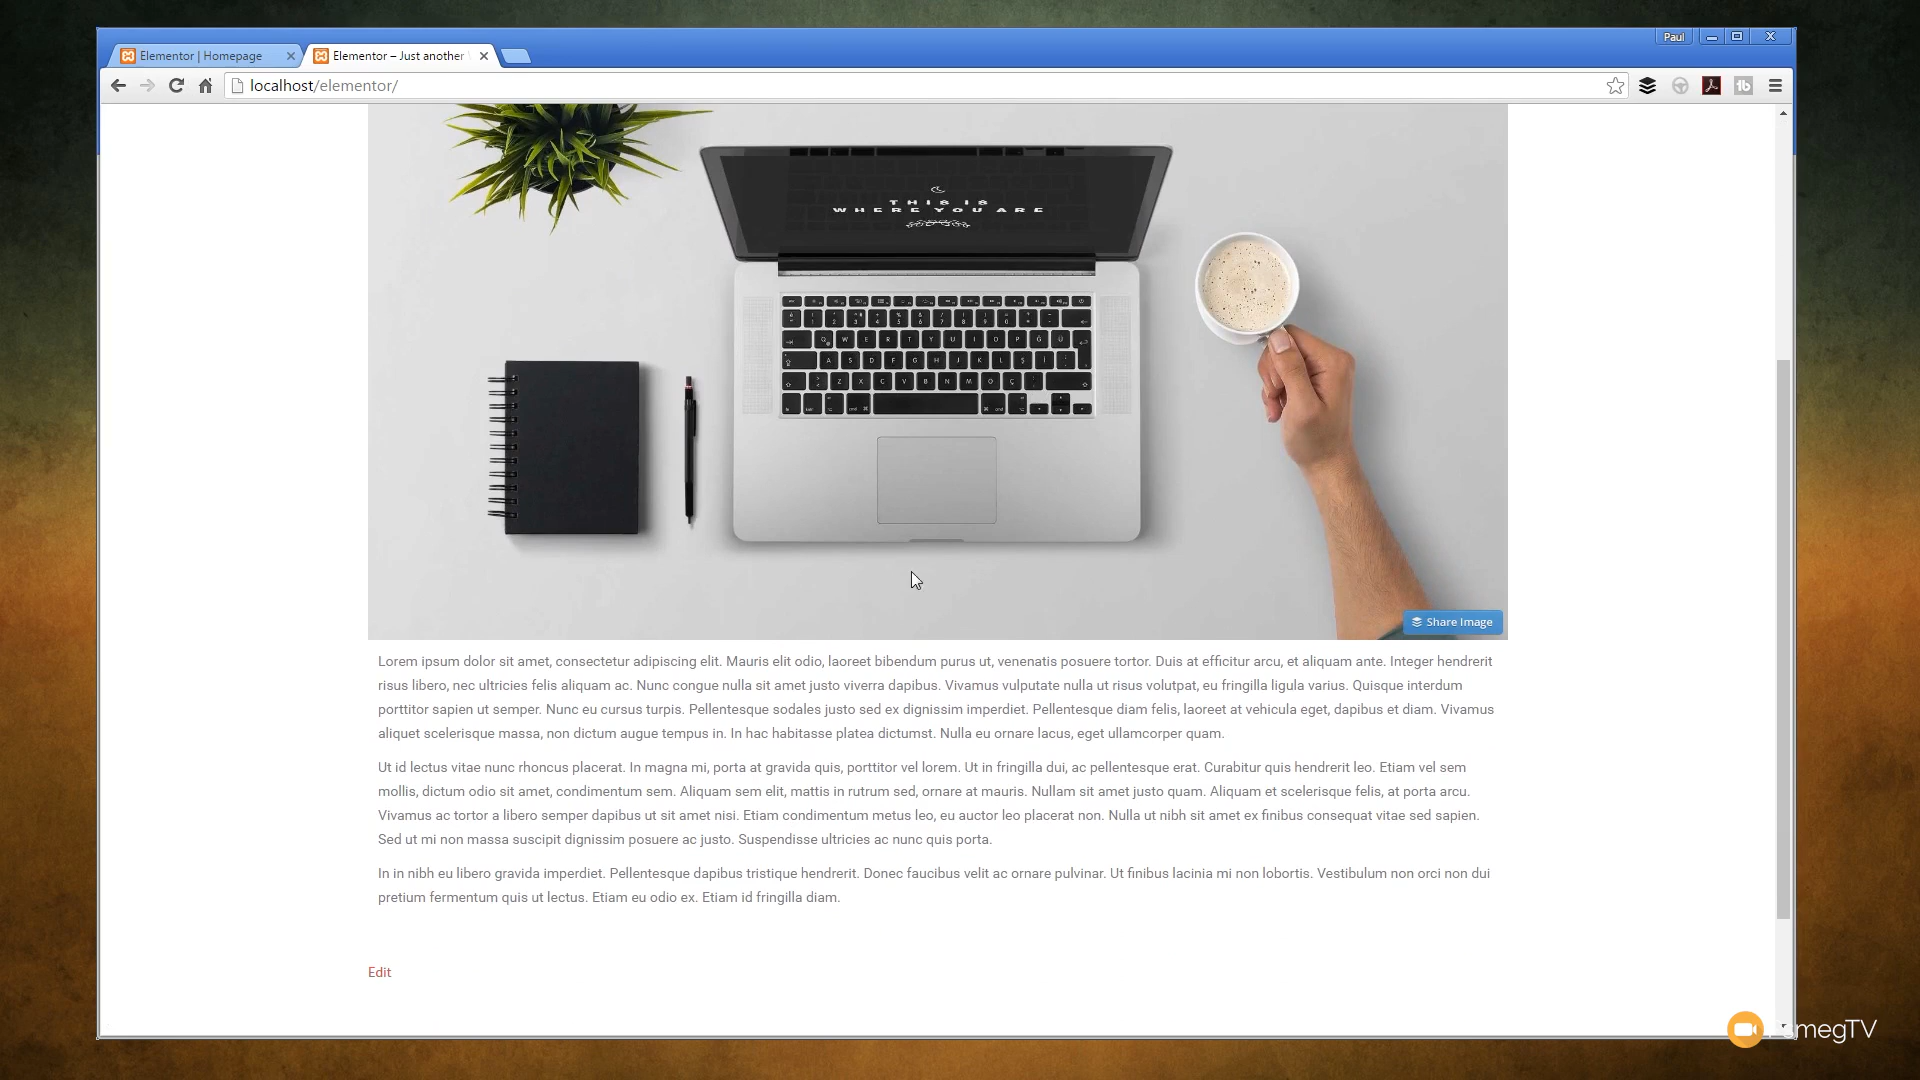 Paul
Elementor | Homepage
Elementor – Just another
localhost/elementor/
THIS IS
WHERE YOU ARE
Share Image
Lorem ipsum dolor sit amet, consectetur adipiscing elit. Mauris elit odio, laoreet bibendum purus ut, venenatis posuere tortor. Duis at efficitur arcu, et aliquam ante. Integer hendrerit
risus libero, nec ultricies felis aliquam ac. Nunc congue nulla sit amet justo viverra dapibus. Vivamus vulputate nulla ut risus volutpat, eu fringilla ligula varius. Quisque interdum
porttitor sapien ut semper. Nunc eu cursus turpis. Pellentesque sodales justo sed ex dignissim imperdiet. Pellentesque diam felis, laoreet at vehicula eget, dapibus et diam. Vivamus
aliquet scelerisque massa, non dictum augue tempus in. In hac habitasse platea dictumst. Nulla eu ornare lacus, eget ullamcorper quam.
Ut id lectus vitae nunc rhoncus placerat. In magna mi, porta at gravida quis, porttitor vel lorem. Ut in fringilla dui, ac pellentesque erat. Curabitur quis hendrerit leo. Etiam vel sem
mollis, dictum odio sit amet, condimentum sem. Aliquam sem elit, mattis in rutrum sed, ornare at mauris. Nullam sit amet justo quam. Aliquam et scelerisque felis, at porta arcu.
Vivamus ac tortor a libero semper dapibus ut sit amet nisi. Etiam condimentum metus leo, eu auctor leo placerat non. Nulla ut nibh sit amet ex finibus consequat vitae sed sapien.
Sed ut mi non massa suscipit dignissim posuere ac justo. Suspendisse ultricies ac nunc quis porta.
In in nibh eu libero gravida imperdiet. Pellentesque dapibus tristique hendrerit. Donec faucibus velit ac ornare pulvinar. Ut finibus lacinia mi non lobortis. Vestibulum non orci non dui
pretium fermentum quis ut lectus. Etiam eu odio ex. Etiam id fringilla diam.
Edit